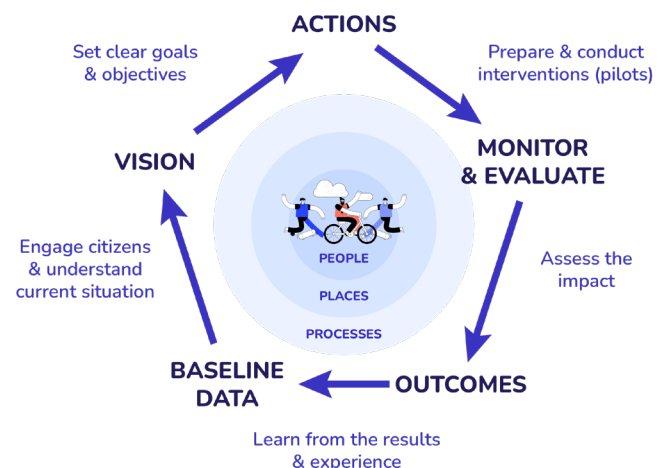 ACTIONS
Set clear goals
& objectives
Prepare & conduct
interventions (pilots)
VISION
MONITOR
& EVALUATE
Engage citizens
& understand
current situation
PEOPLE
PLACES
PROCESSES
Assess the
impact
BASELINE
DATA
OUTCOMES
Learn from the results
& experience